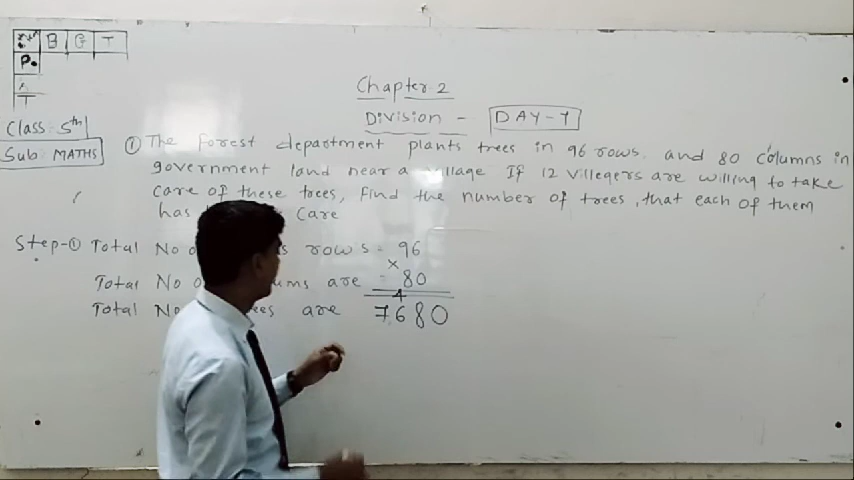 B G T
P.
T
Chapter 2
Division - DAY-1
Class: 5th
Sub: MATHS
① The Forest department plants trees in 96 rows, and 80 columns in
government land near a village If 12 villegers are willing to take
care of these trees, Find the number of trees, that each of them
has Care
Step-① Total No rows = 96
×
Total No are = 80
4
Total No are 7680